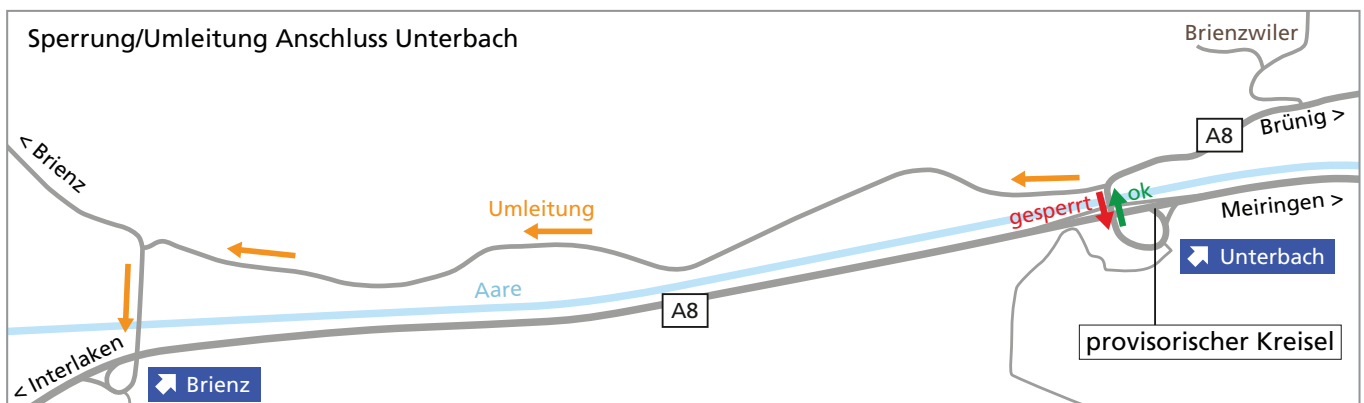 Sperrung/Umleitung Anschluss Unterbach
Brienzwiler
< Brienz
A8
Brünig >
ok
gesperrt
Meiringen >
Umleitung
Unterbach
Aare
A8
provisorischer Kreisel
< Interlaken
Brienz